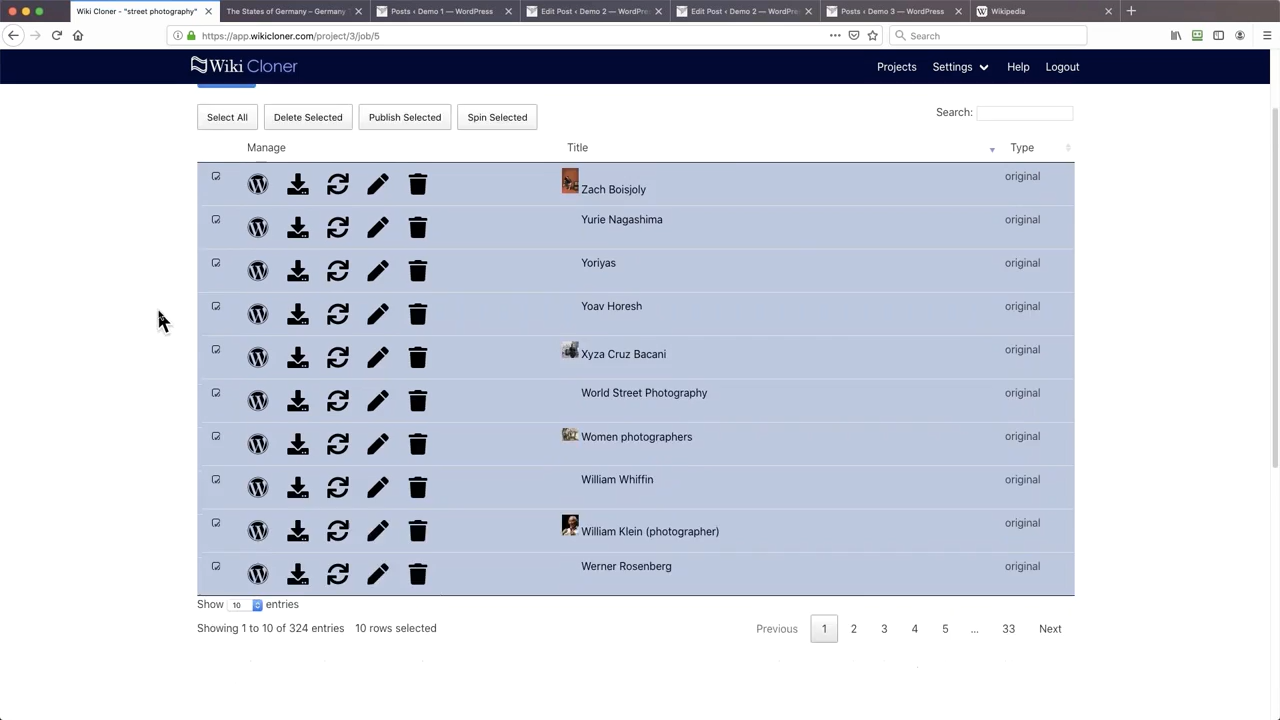 Wiki Cloner - "street photography"
The States of Germany – Germany
Posts ‹ Demo 1 — WordPress
Edit Post ‹ Demo 2 — WordPre
Edit Post ‹ Demo 2 — WordPre
Posts ‹ Demo 3 — WordPress
Wikipedia
https://app.wikicloner.com/project/3/job/5
Search
Wiki Cloner
Projects Settings Help Logout
Select All Delete Selected Publish Selected Spin Selected Search:
Manage Title Type
Zach Boisjoly original
Yurie Nagashima original
Yoriyas original
Yoav Horesh original
Xyza Cruz Bacani original
World Street Photography original
Women photographers original
William Whiffin original
William Klein (photographer) original
Werner Rosenberg original
Show 10 entries
Showing 1 to 10 of 324 entries 10 rows selected Previous 1 2 3 4 5 ... 33 Next